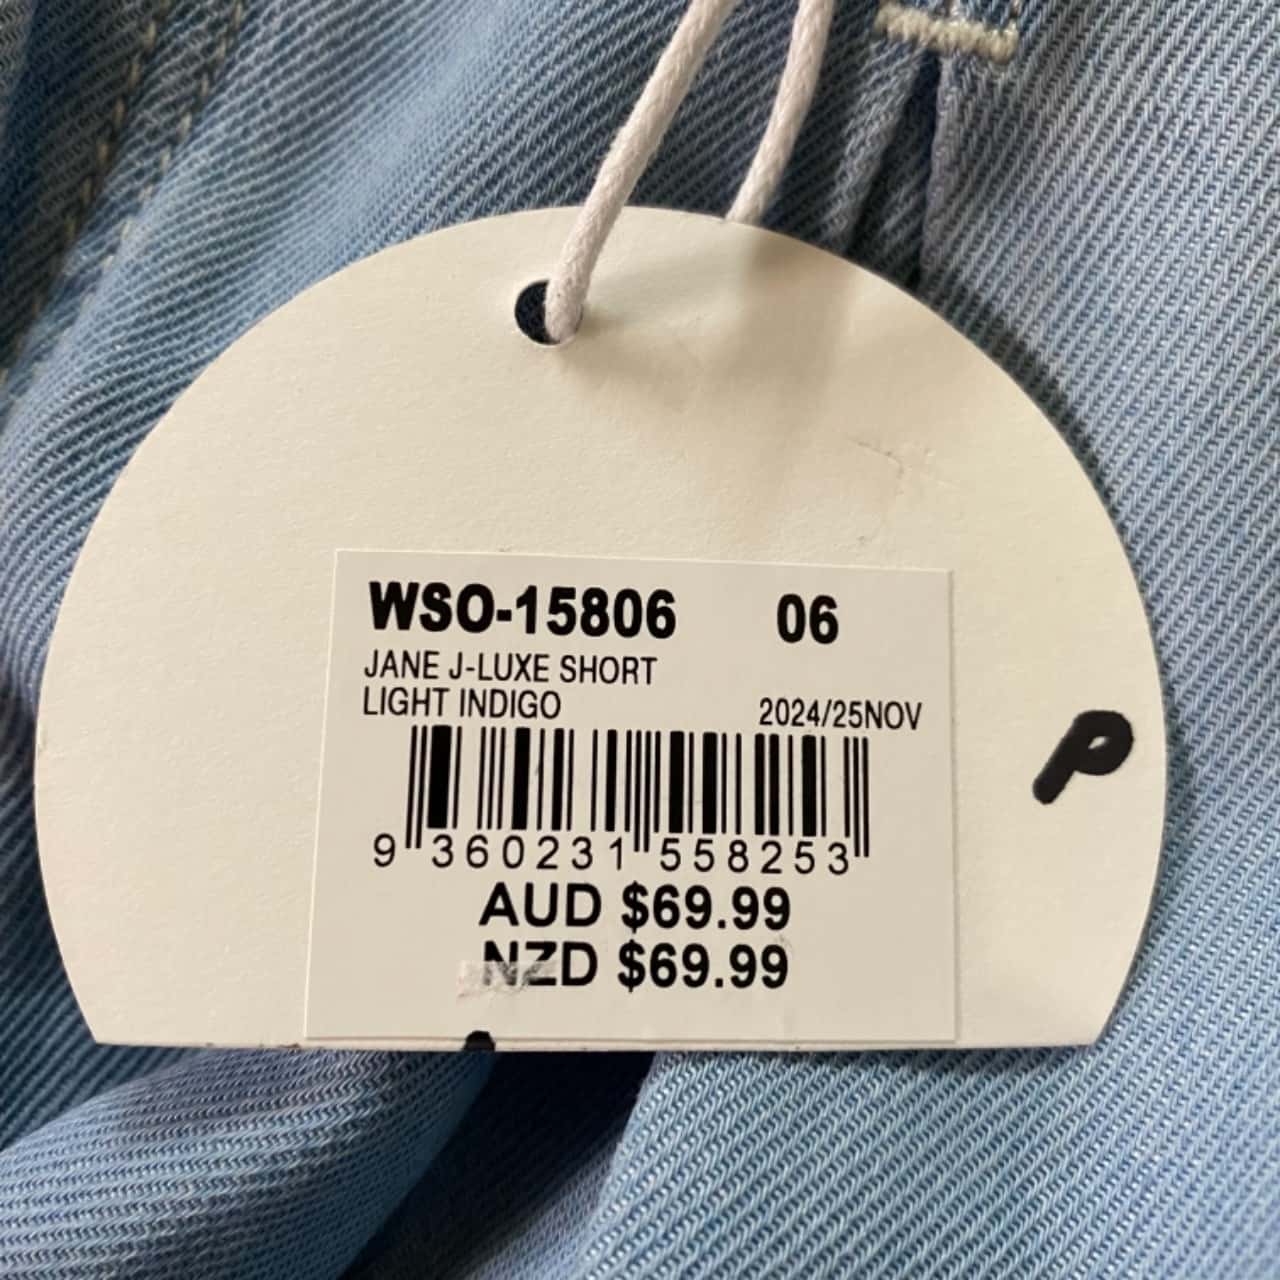 WSO-15806 06
JANE J-LUXE SHORT
LIGHT INDIGO 2024/25NOV
9 360231 558253
AUD $69.99
NZD $69.99
P